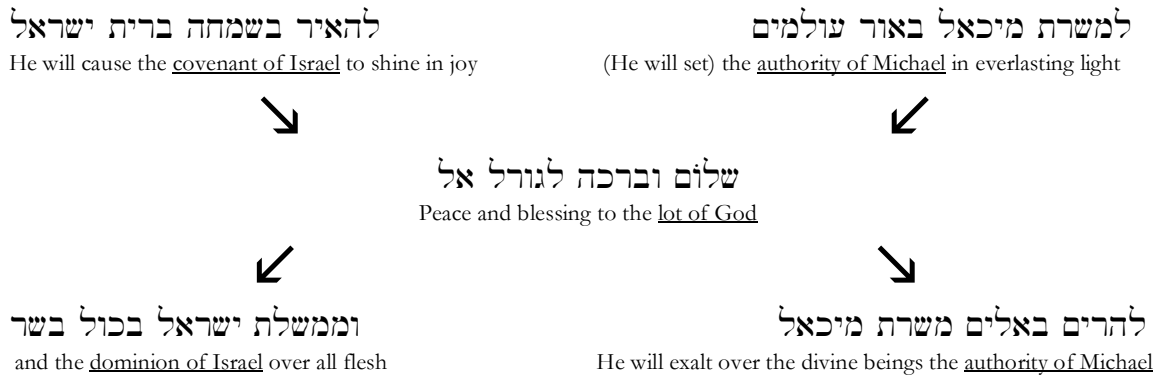 למשרת מיכאל באור עולמים
(He will set) the authority of Michael in everlasting light
להאיר בשמחה ברית ישראל
He will cause the covenant of Israel to shine in joy
שלוֹם וברכה לגורל אל
Peace and blessing to the lot of God
להרים באלים משרת מיכאל
He will exalt over the divine beings the authority of Michael
וממשלת ישראל בכול בשר
and the dominion of Israel over all flesh